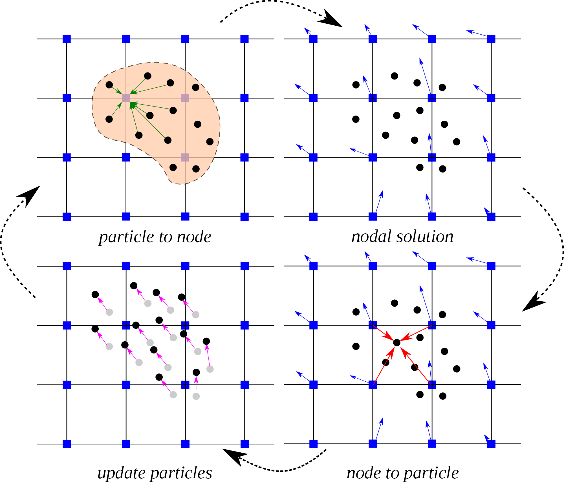 particle to node
nodal solution
update particles
node to particle